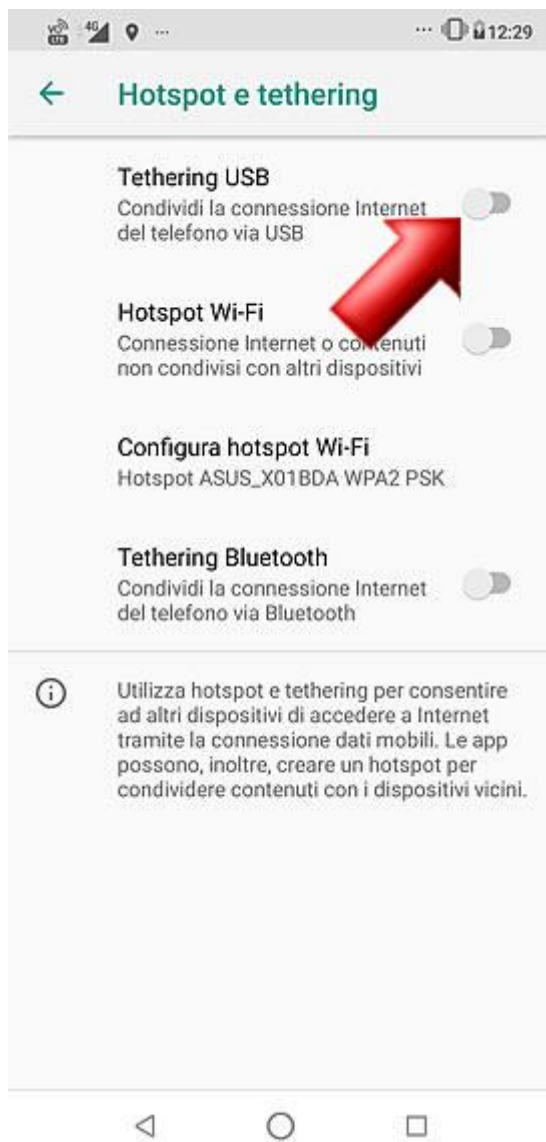 VoD LTE 4G 12:29
Hotspot e tethering
Tethering USB
Condividi la connessione Internet
del telefono via USB
Hotspot Wi-Fi
Connessione Internet o contenuti
non condivisi con altri dispositivi
Configura hotspot Wi-Fi
Hotspot ASUS_X01BDA WPA2 PSK
Tethering Bluetooth
Condividi la connessione Internet
del telefono via Bluetooth
Utilizza hotspot e tethering per consentire
ad altri dispositivi di accedere a Internet
tramite la connessione dati mobili. Le app
possono, inoltre, creare un hotspot per
condividere contenuti con i dispositivi vicini.